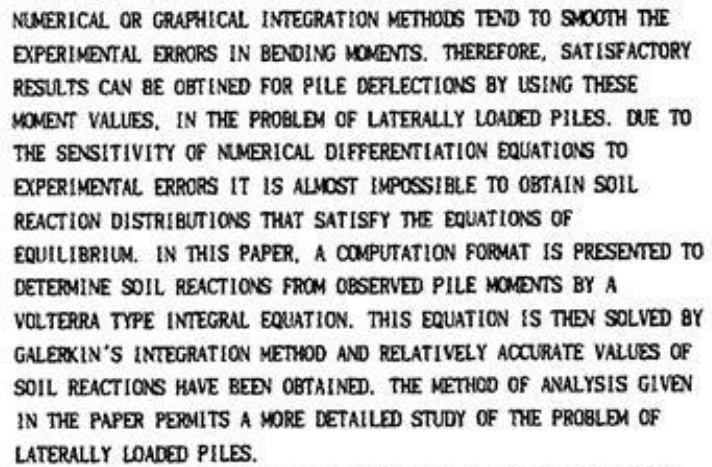 NUMERICAL OR GRAPHICAL INTEGRATION METHODS TEND TO SMOOTH THE
EXPERIMENTAL ERRORS IN BENDING MOMENTS. THEREFORE, SATISFACTORY
RESULTS CAN BE OBTINED FOR PILE DEFLECTIONS BY USING THESE
MOMENT VALUES, IN THE PROBLEM OF LATERALLY LOADED PILES. DUE TO
THE SENSITIVITY OF NUMERICAL DIFFERENTIATION EQUATIONS TO
EXPERIMENTAL ERRORS IT IS ALMOST IMPOSSIBLE TO OBTAIN SOIL
REACTION DISTRIBUTIONS THAT SATISFY THE EQUATIONS OF
EQUILIBRIUM. IN THIS PAPER, A COMPUTATION FORMAT IS PRESENTED TO
DETERMINE SOIL REACTIONS FROM OBSERVED PILE MOMENTS BY A
VOLTERRA TYPE INTEGRAL EQUATION. THIS EQUATION IS THEN SOLVED BY
GALERKIN'S INTEGRATION METHOD AND RELATIVELY ACCURATE VALUES OF
SOIL REACTIONS HAVE BEEN OBTAINED. THE METHOD OF ANALYSIS GIVEN
IN THE PAPER PERMITS A MORE DETAILED STUDY OF THE PROBLEM OF
LATERALLY LOADED PILES.